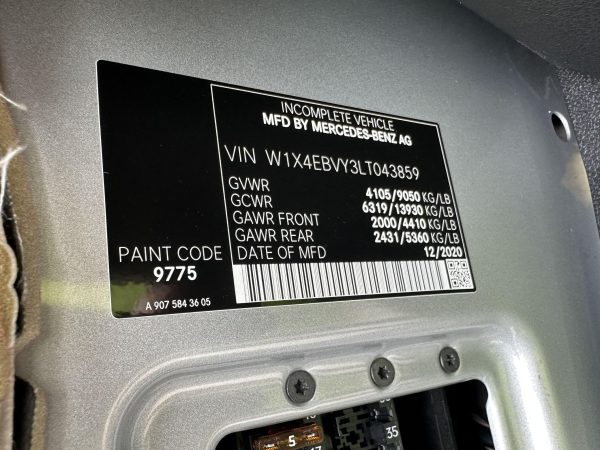 INCOMPLETE VEHICLE
MFD BY MERCEDES-BENZ AG
VIN W1X4EBVY3LT043859
GVWR 4105/9050 KG/LB
GCWR 6319/13930 KG/LB
GAWR FRONT 2000/4410 KG/LB
GAWR REAR 2431/5360 KG/LB
DATE OF MFD 12/2020
PAINT CODE
9775
A 907 584 36 05
5
35